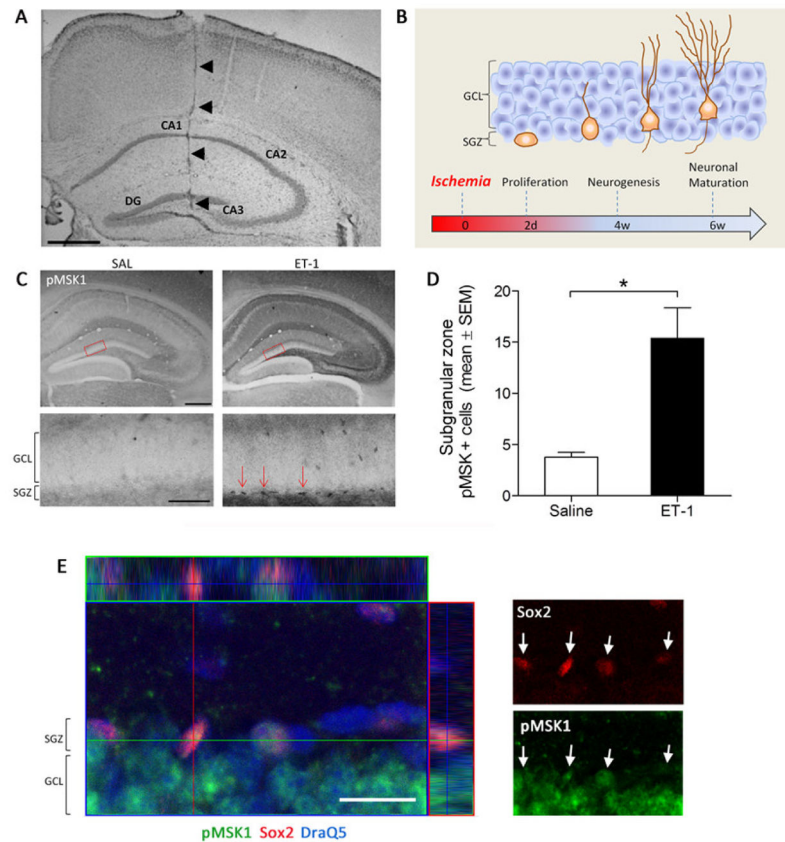 A
CA1
CA2
DG
CA3
B
GCL
SGZ
Ischemia
Proliferation
Neurogenesis
Neuronal
Maturation
0
2d
4w
6w
C
SAL
ET-1
pMSK1
GCL
SGZ
D
Subgranular zone
pMSK + cells (mean ± SEM)
20
15
10
5
0
*
Saline
ET-1
E
SGZ
GCL
pMSK1 Sox2 DraQ5
Sox2
pMSK1